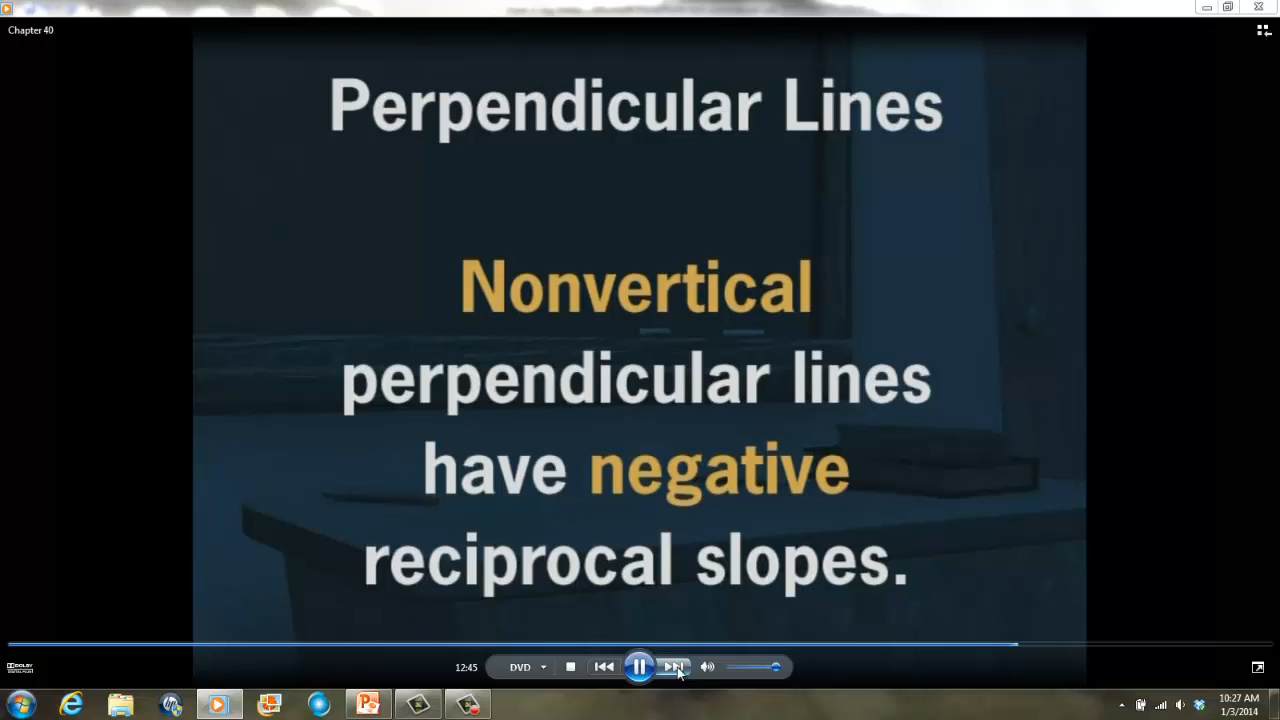 Chapter 40
Perpendicular Lines
Nonvertical
perpendicular lines
have negative
reciprocal slopes.
12:45
DVD
10:27 AM
1/3/2014